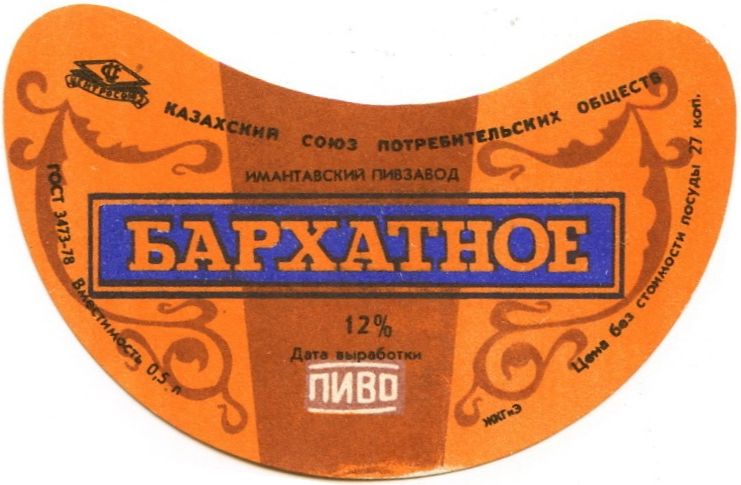 ЦЕНТРОСОЮЗ
КАЗАХСКИЙ СОЮЗ ПОТРЕБИТЕЛЬСКИХ ОБЩЕСТВ
ИМАНТАВСКИЙ ПИВЗАВОД
БАРХАТНОЕ
12%
Дата выработки
ПИВО
ГОСТ 3473-78 Вместимость 0,5 л
Цена без стоимости посуды 27 коп.
ЖКГиЭ